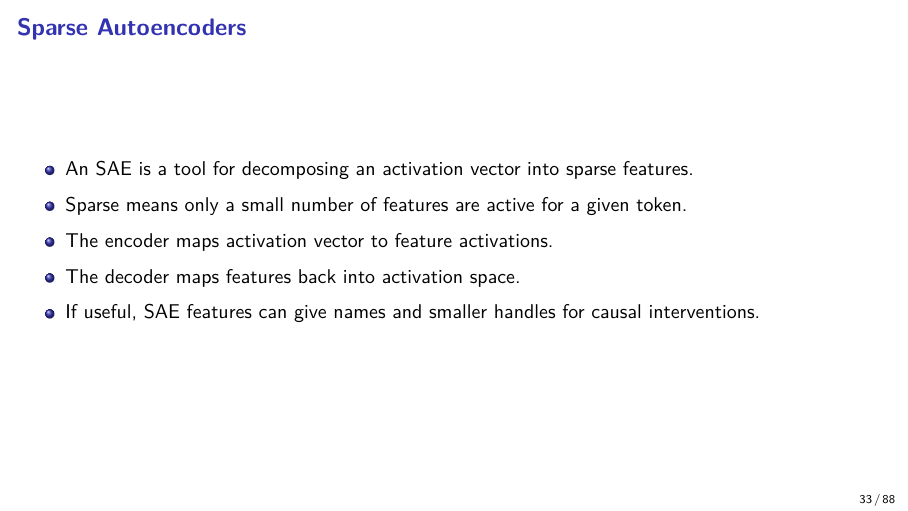 Sparse Autoencoders
An SAE is a tool for decomposing an activation vector into sparse features.
Sparse means only a small number of features are active for a given token.
The encoder maps activation vector to feature activations.
The decoder maps features back into activation space.
If useful, SAE features can give names and smaller handles for causal interventions.
33 / 88